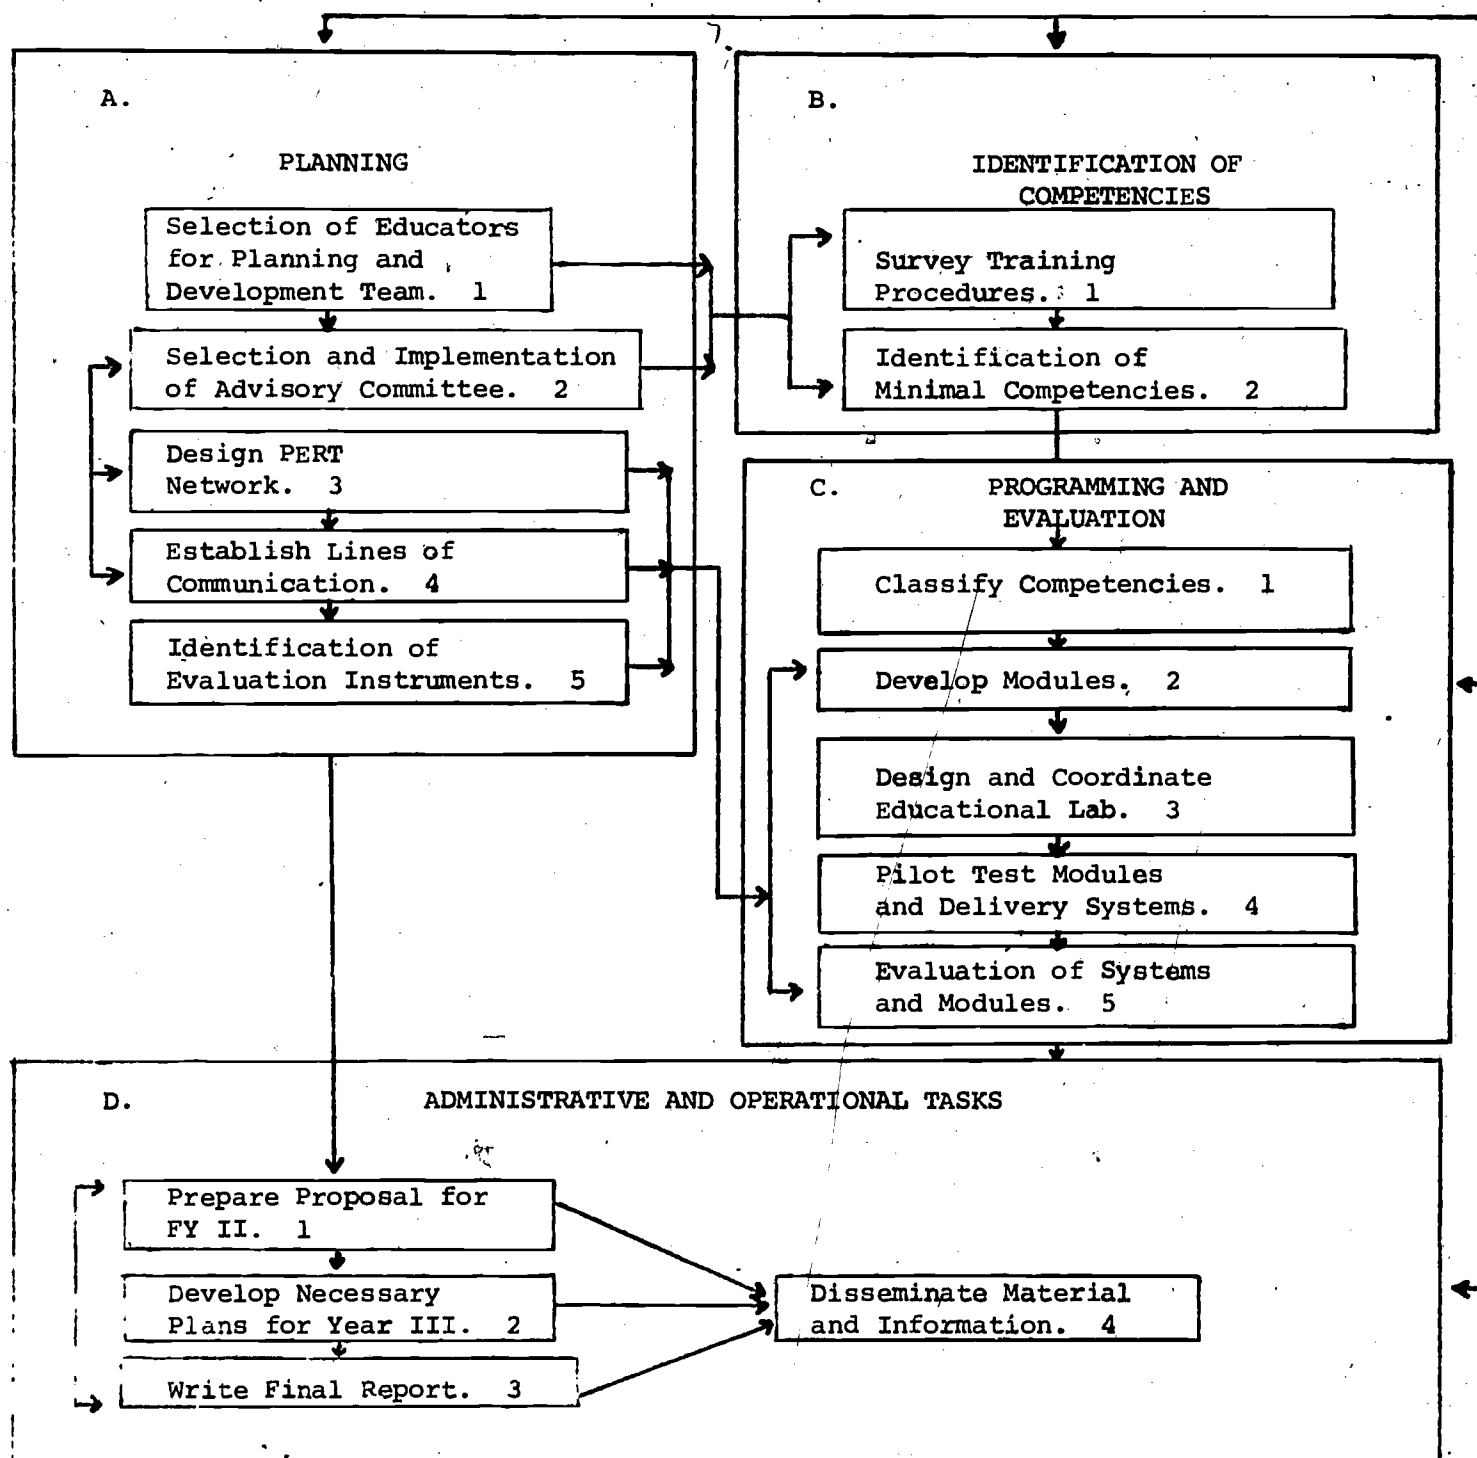 A.
PLANNING
Selection of Educators
for Planning and
Development Team. 1
Selection and Implementation
of Advisory Committee. 2
Design PERT
Network. 3
Establish Lines of
Communication. 4
Identification of
Evaluation Instruments. 5
B.
IDENTIFICATION OF
COMPETENCIES
Survey Training
Procedures. 1
Identification of
Minimal Competencies. 2
C. PROGRAMMING AND
EVALUATION
Classify Competencies. 1
Develop Modules. 2
Design and Coordinate
Educational Lab. 3
Pilot Test Modules
and Delivery Systems. 4
Evaluation of Systems
and Modules. 5
D. ADMINISTRATIVE AND OPERATIONAL TASKS
Prepare Proposal for
FY II. 1
Develop Necessary
Plans for Year III. 2
Write Final Report. 3
Disseminate Material
and Information. 4